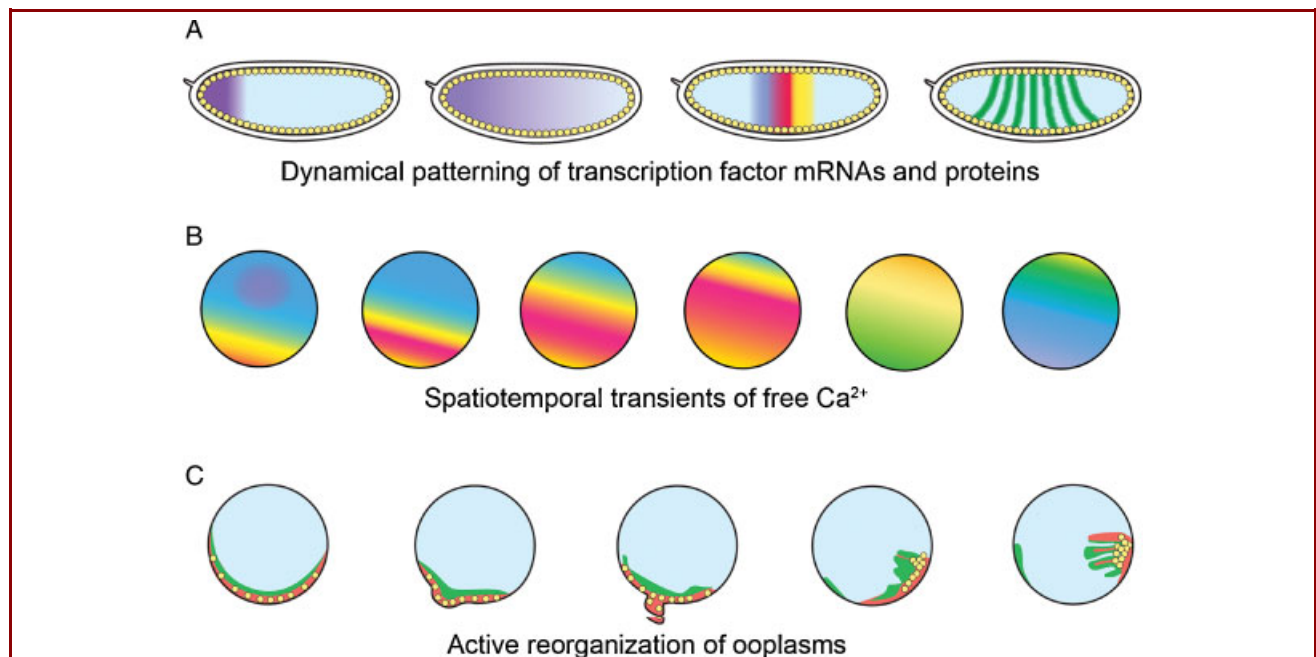 A
Dynamical patterning of transcription factor mRNAs and proteins
B
Spatiotemporal transients of free Ca²⁺
C
Active reorganization of ooplasms